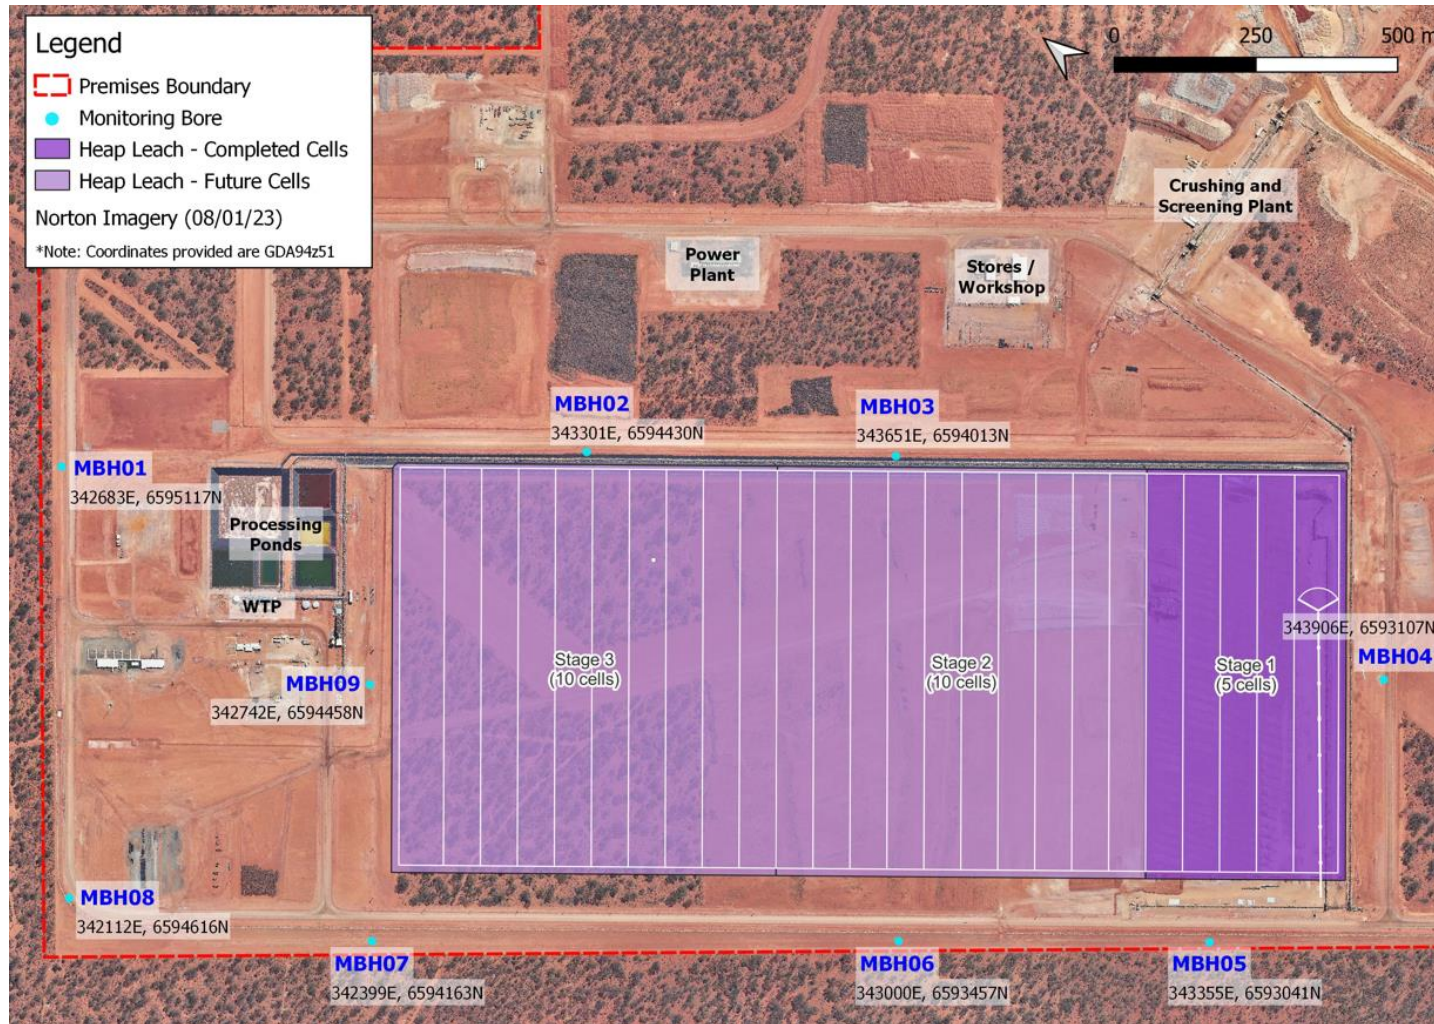 Legend
Premises Boundary
Monitoring Bore
Heap Leach - Completed Cells
Heap Leach - Future Cells
Norton Imagery (08/01/23)
*Note: Coordinates provided are GDA94z51
0 250 500 m
Crushing and
Screening Plant
Power
Plant
Stores /
Workshop
MBH02
343301E, 6594430N
MBH03
343651E, 6594013N
MBH01
342683E, 6595117N
Processing
Ponds
WTP
343906E, 6593107N
MBH04
Stage 3
(10 cells)
Stage 2
(10 cells)
Stage 1
(5 cells)
MBH09
342742E, 6594458N
MBH08
342112E, 6594616N
MBH07
342399E, 6594163N
MBH06
343000E, 6593457N
MBH05
343355E, 6593041N